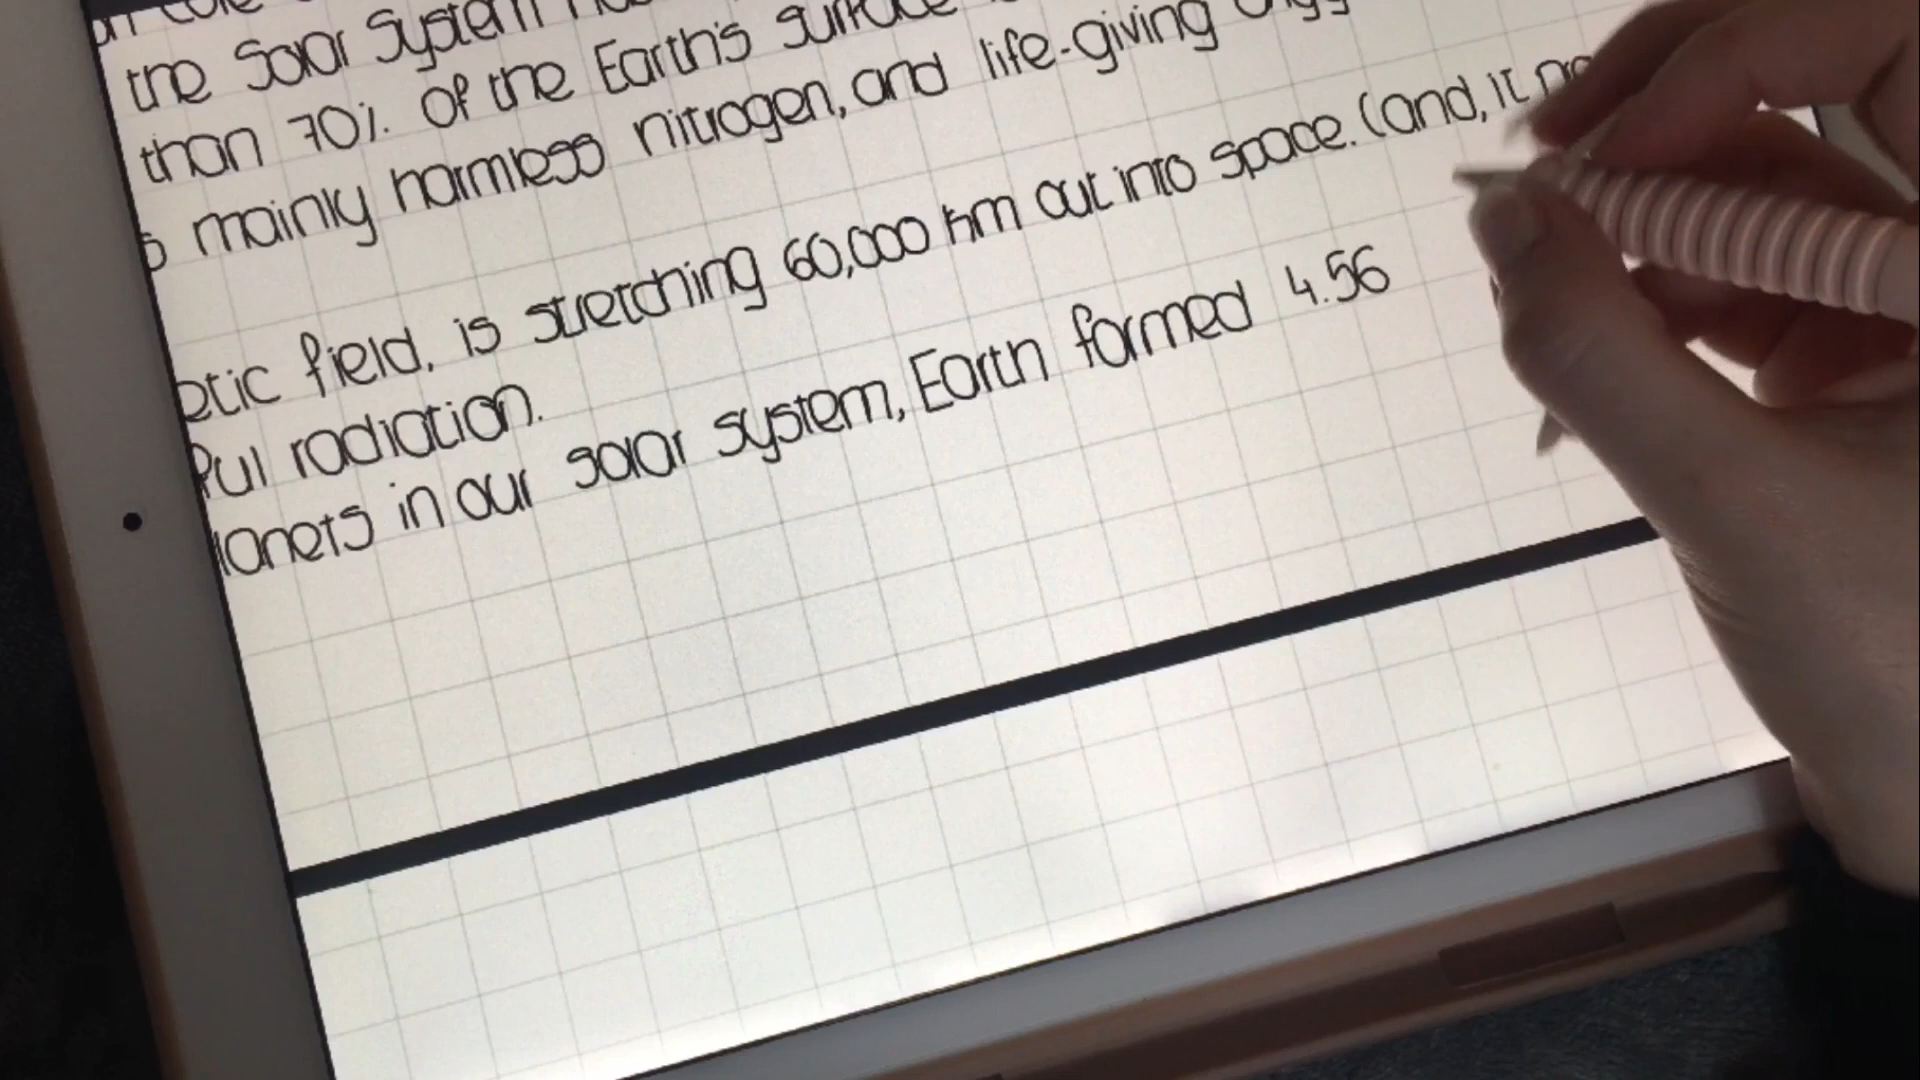 the Solar System
than 70%. Of the Earth's surface
mainly harmless nitrogen, and life-giving
etic field, is stretching 60,000 km out into space. (and, it
ful radiation.
lanets in our solar system, Earth formed 4.56